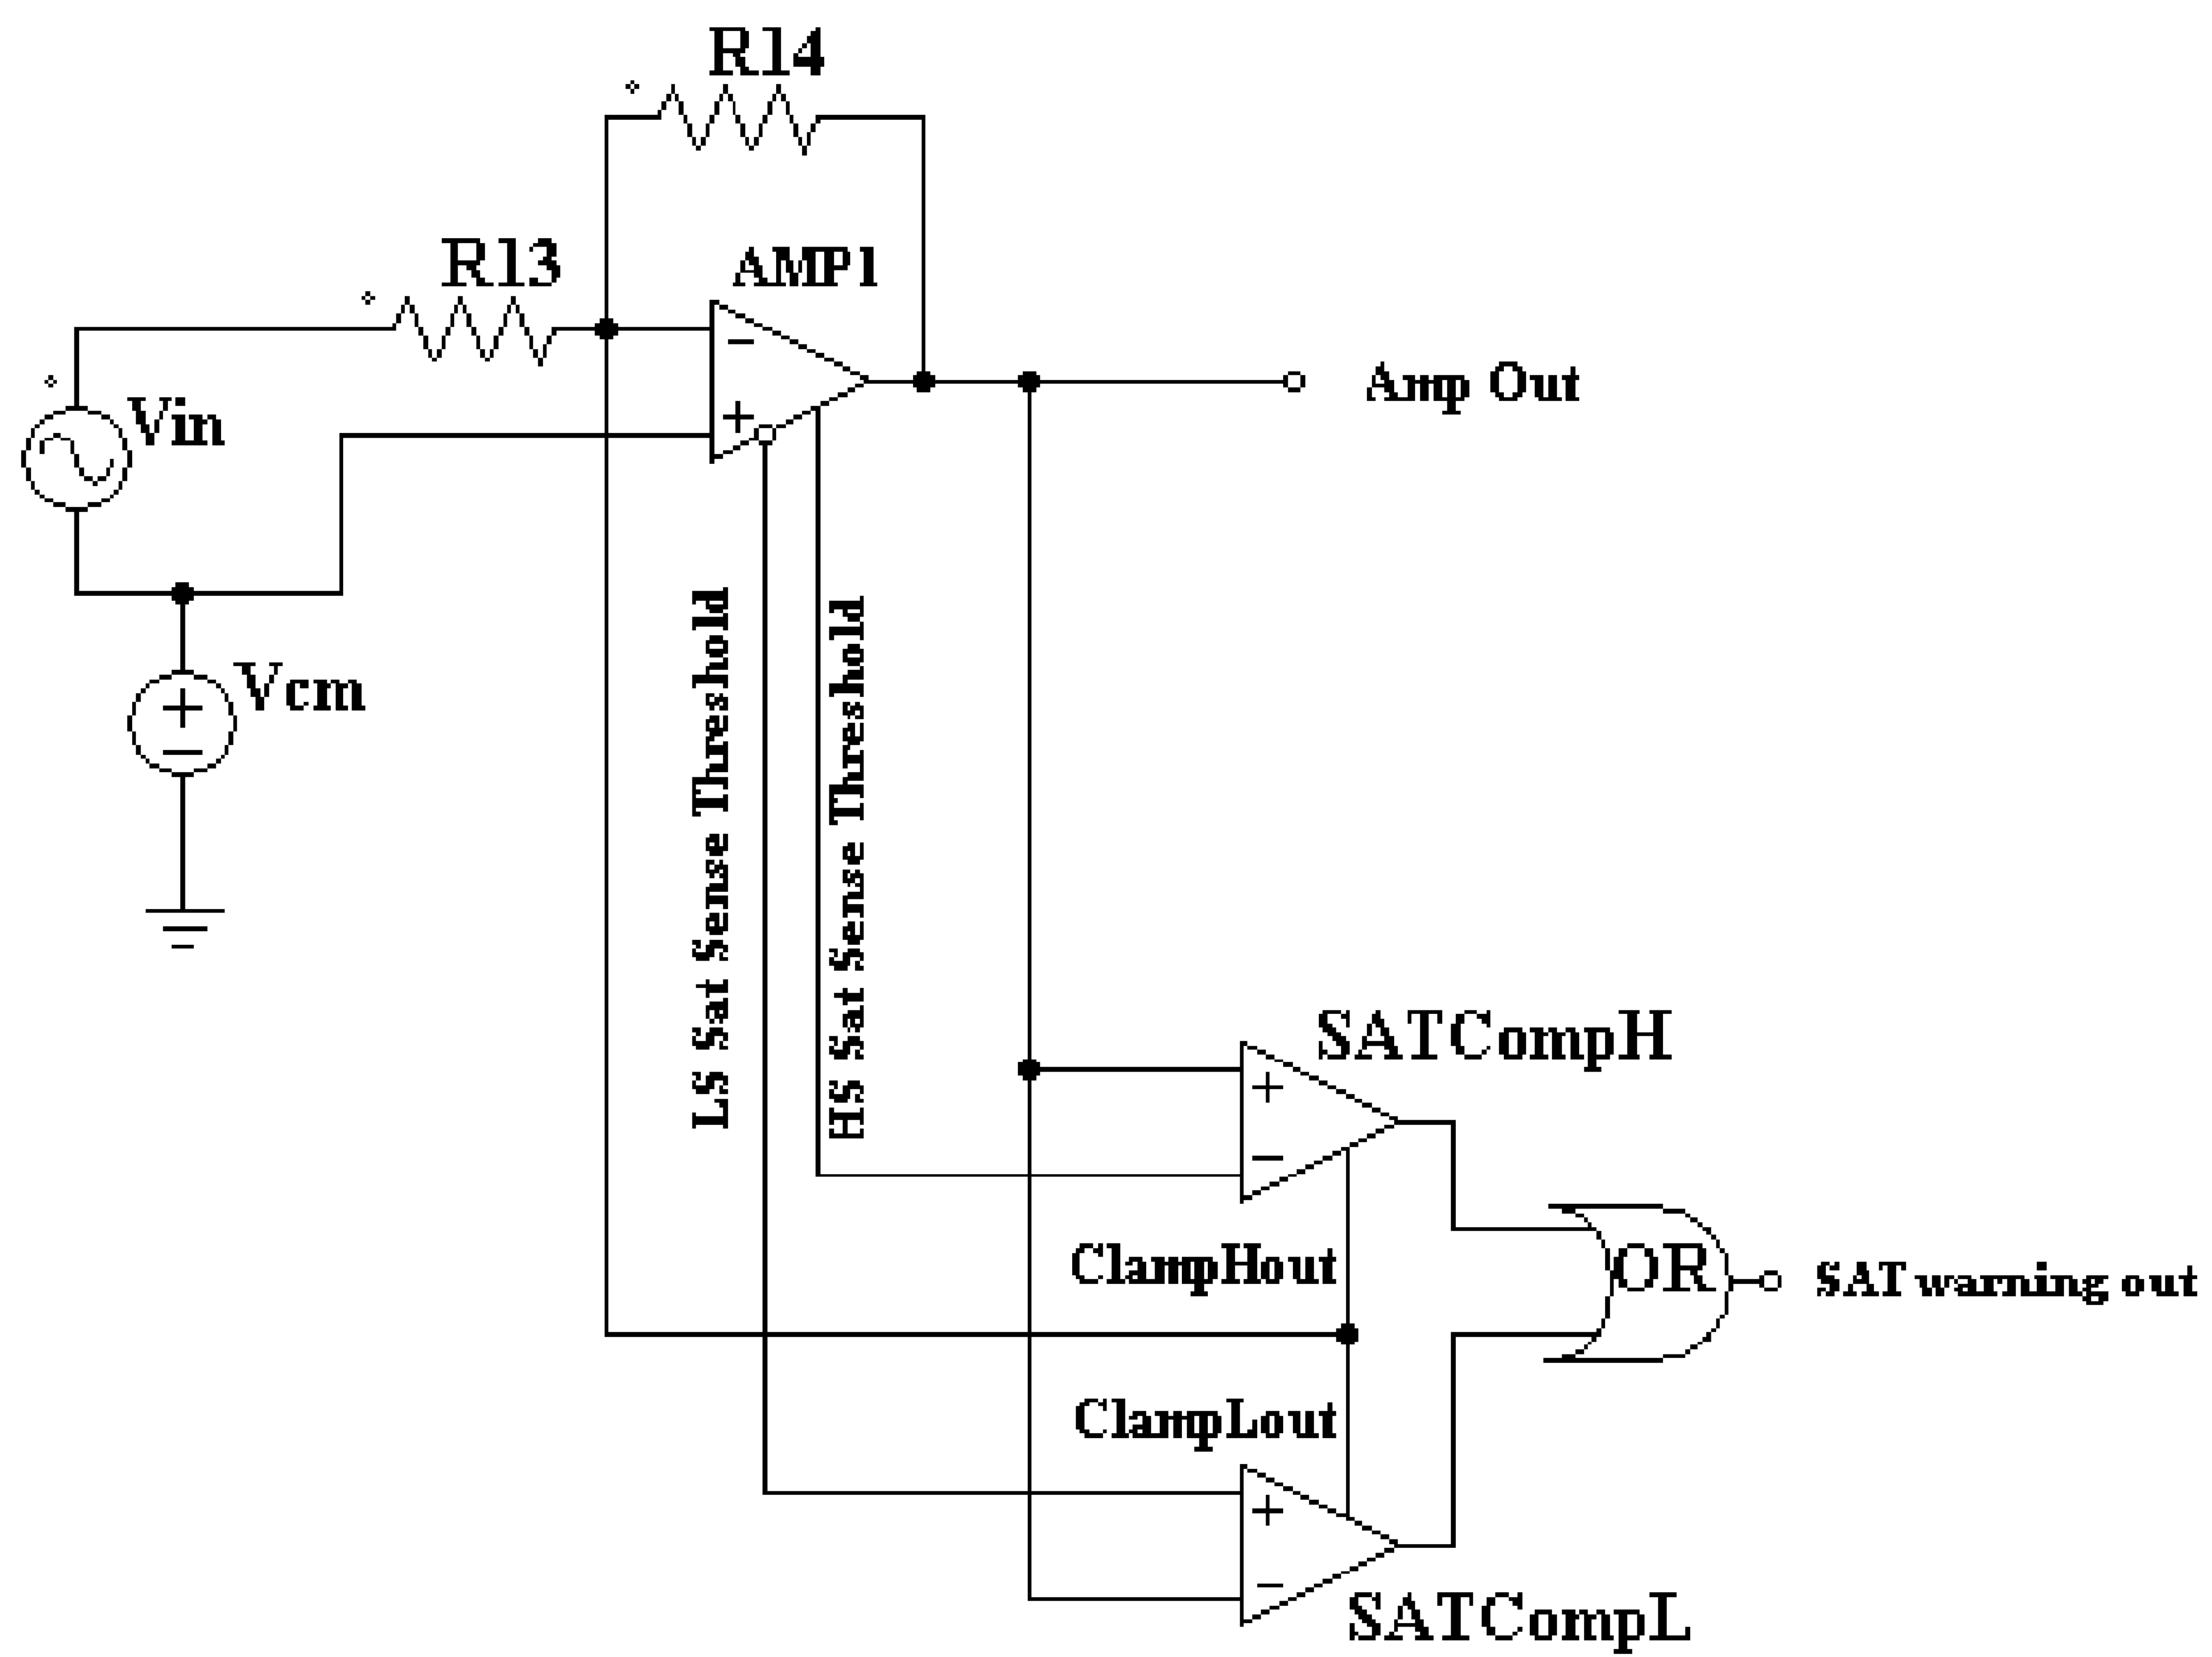 R14
R13
AMP1
Amp Out
Vin
Vcm
LS Sat Sense Threshold
HS Sat Sense Threshold
SATCompH
ClampHout
OR
SAT warning out
ClampLout
SATCompL